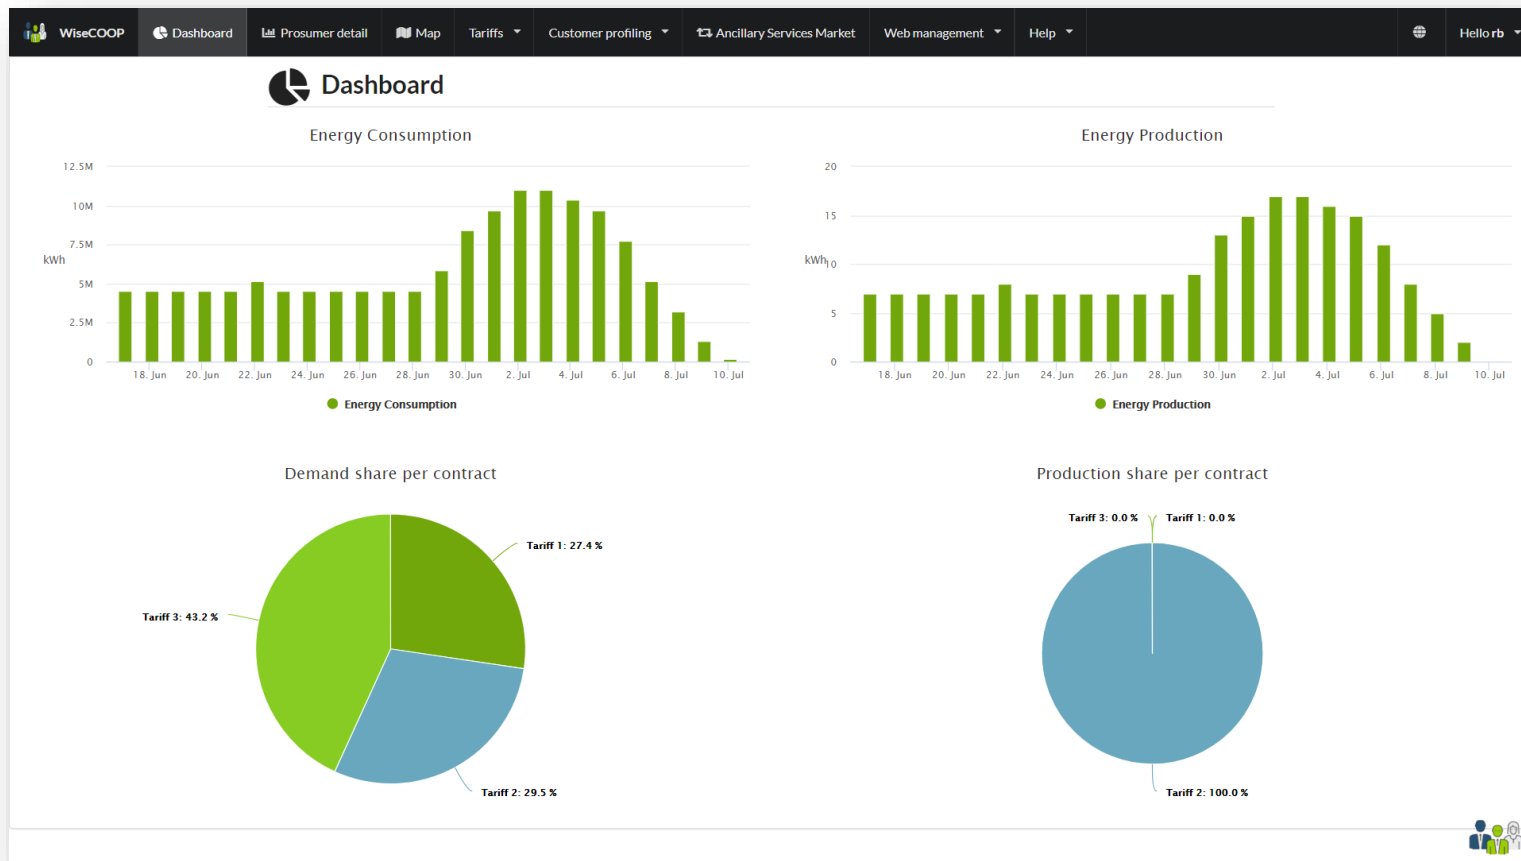 WiseCOOP Dashboard Prosumer detail Map Tariffs Customer profiling Ancillary Services Market Web management Help Hello rb
Dashboard
Energy Consumption
12.5M
10M
7.5M
kWh
5M
2.5M
0
18. Jun 20. Jun 22. Jun 24. Jun 26. Jun 28. Jun 30. Jun 2. Jul 4. Jul 6. Jul 8. Jul 10. Jul
Energy Consumption
Energy Production
20
15
kWh
10
5
0
18. Jun 20. Jun 22. Jun 24. Jun 26. Jun 28. Jun 30. Jun 2. Jul 4. Jul 6. Jul 8. Jul 10. Jul
Energy Production
Demand share per contract
Tariff 1: 27.4 %
Tariff 3: 43.2 %
Tariff 2: 29.5 %
Production share per contract
Tariff 3: 0.0 % Tariff 1: 0.0 %
Tariff 2: 100.0 %